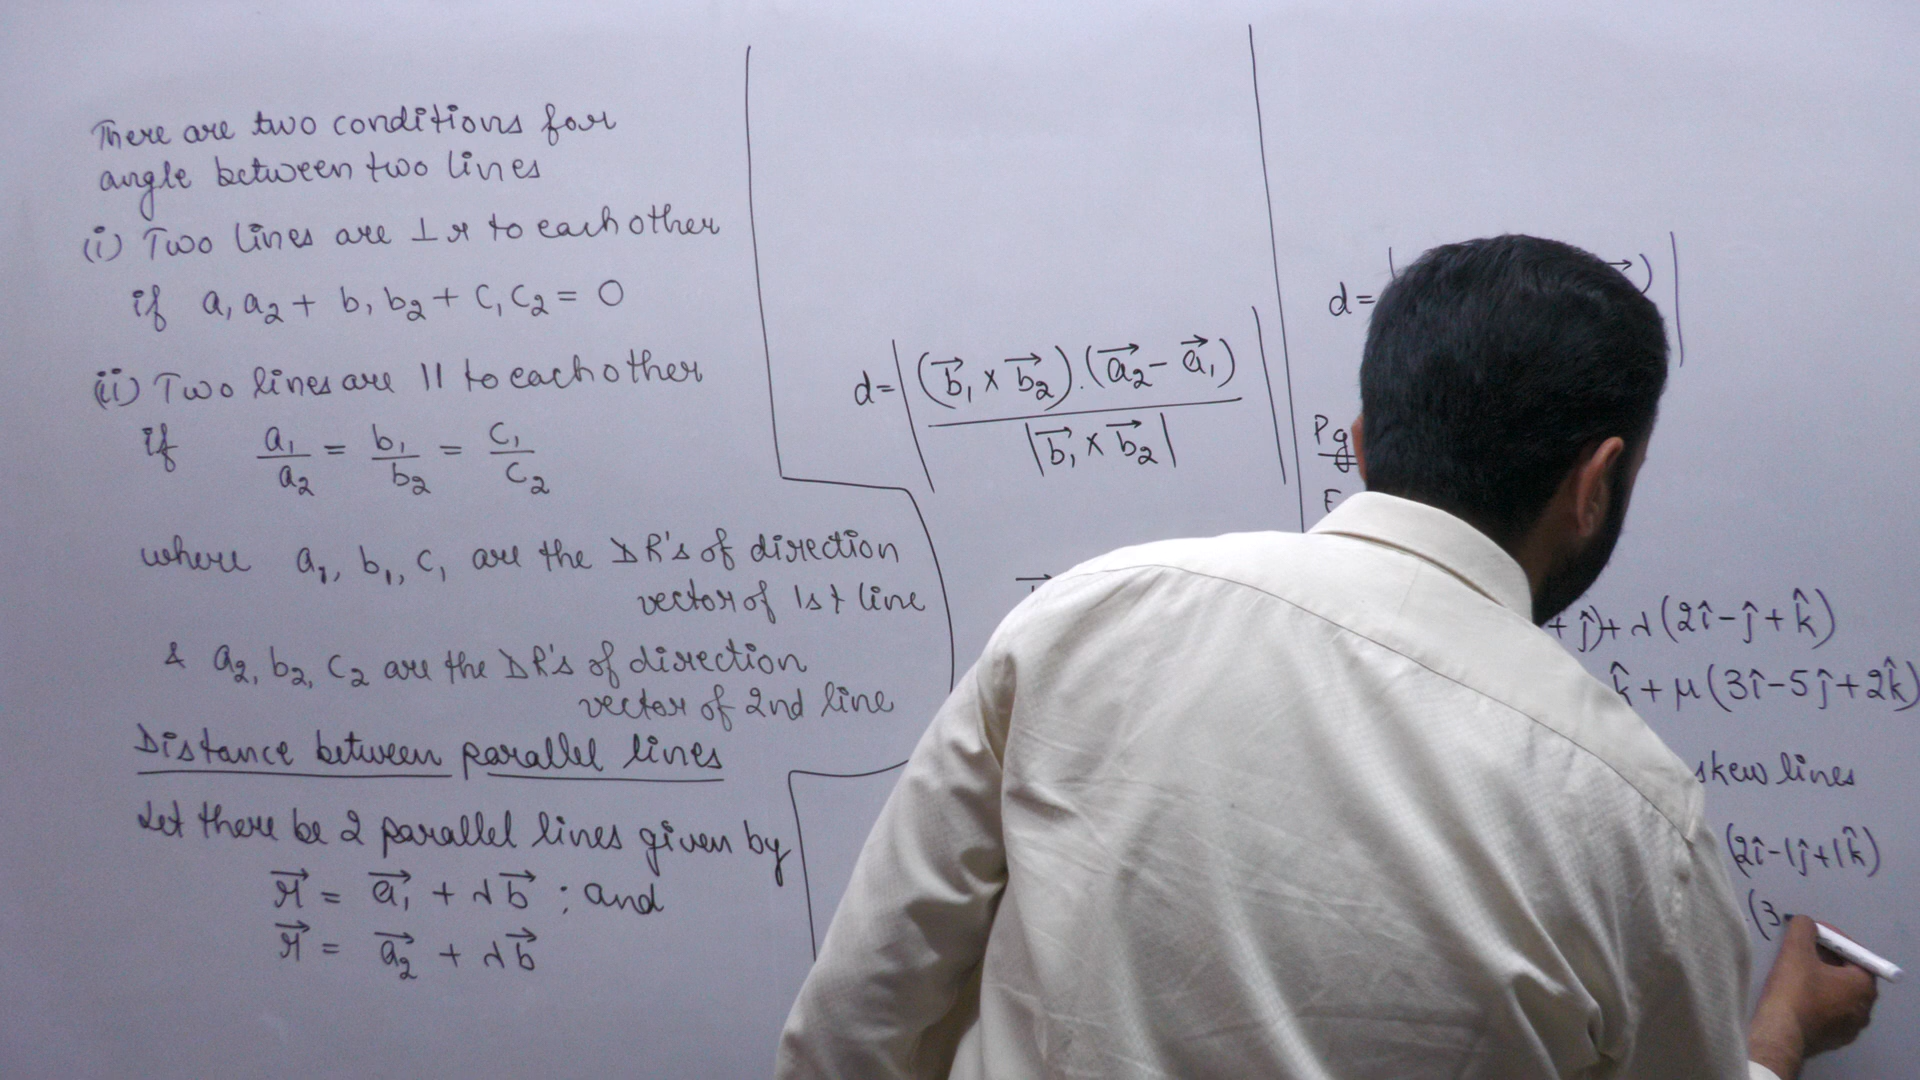 There are two conditions for
angle between two lines
(i) Two lines are ⊥r to each other
if a₁a₂ + b₁b₂ + c₁c₂ = 0
(ii) Two lines are || to each other
if a₁/a₂ = b₁/b₂ = c₁/c₂
where a₁, b₁, c₁ are the DR's of direction
vector of 1st line
& a₂, b₂, c₂ are the DR's of direction
vector of 2nd line
Distance between parallel lines
Let there be 2 parallel lines given by
r⃗ = a⃗₁ + λb⃗ ; and
r⃗ = a⃗₂ + λb⃗
d = |(b⃗₁ × b⃗₂).(a⃗₂ − a⃗₁) / |b⃗₁ × b⃗₂||
d =
Pg
+ ĵ) + λ(2î − ĵ + k̂)
k̂ + μ(3î − 5ĵ + 2k̂)
skew lines
(2î − 1ĵ + 1k̂)
(3